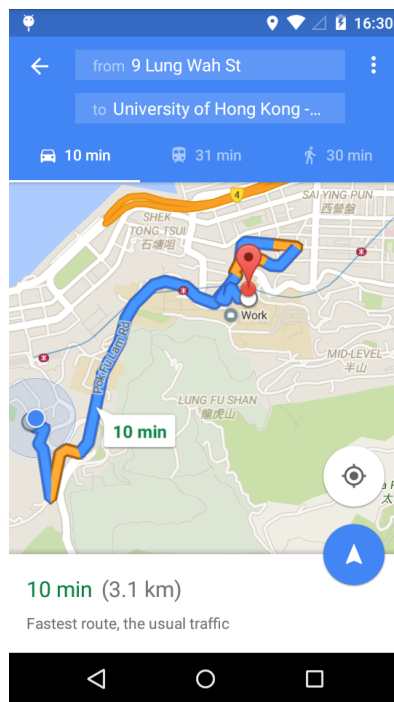 16:30
from 9 Lung Wah St
to University of Hong Kong -...
10 min
31 min
30 min
4
SAI YING PUN
西營盤
SHEK
TONG TSUI
石塘咀
Work
Pok Fu Lam Rd
MID-LEVEL
半山
LUNG FU SHAN
龍虎山
10 min
太
10 min (3.1 km)
Fastest route, the usual traffic